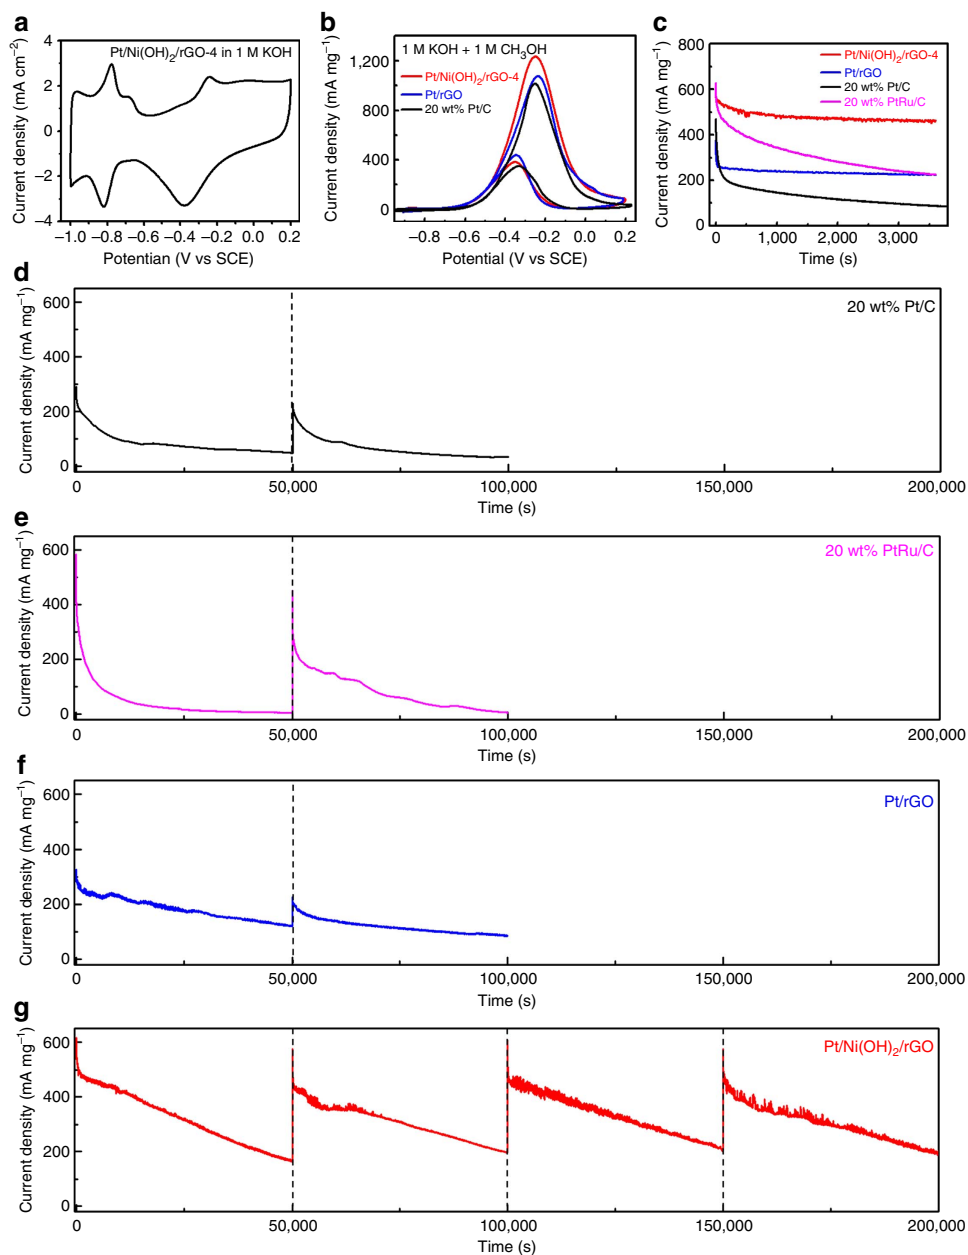 a
Pt/Ni(OH)₂/rGO-4 in 1 M KOH
Current density (mA cm⁻²)
4
2
0
−2
−4
−1.0 −0.8 −0.6 −0.4 −0.2 0.0 0.2
Potentian (V vs SCE)
b
1 M KOH + 1 M CH₃OH
Pt/Ni(OH)₂/rGO-4
Pt/rGO
20 wt% Pt/C
Current density (mA mg⁻¹)
1,200
800
400
0
−0.8 −0.6 −0.4 −0.2 0.0 0.2
Potential (V vs SCE)
c
Pt/Ni(OH)₂/rGO-4
Pt/rGO
20 wt% Pt/C
20 wt% PtRu/C
Current density (mA mg⁻¹)
800
600
400
200
0
0 1,000 2,000 3,000
Time (s)
d
20 wt% Pt/C
Current density (mA mg⁻¹)
600
400
200
0
0 50,000 100,000 150,000 200,000
Time (s)
e
20 wt% PtRu/C
Current density (mA mg⁻¹)
600
400
200
0
0 50,000 100,000 150,000 200,000
Time (s)
f
Pt/rGO
Current density (mA mg⁻¹)
600
400
200
0
0 50,000 100,000 150,000 200,000
Time (s)
g
Pt/Ni(OH)₂/rGO
Current density (mA mg⁻¹)
600
400
200
0
0 50,000 100,000 150,000 200,000
Time (s)